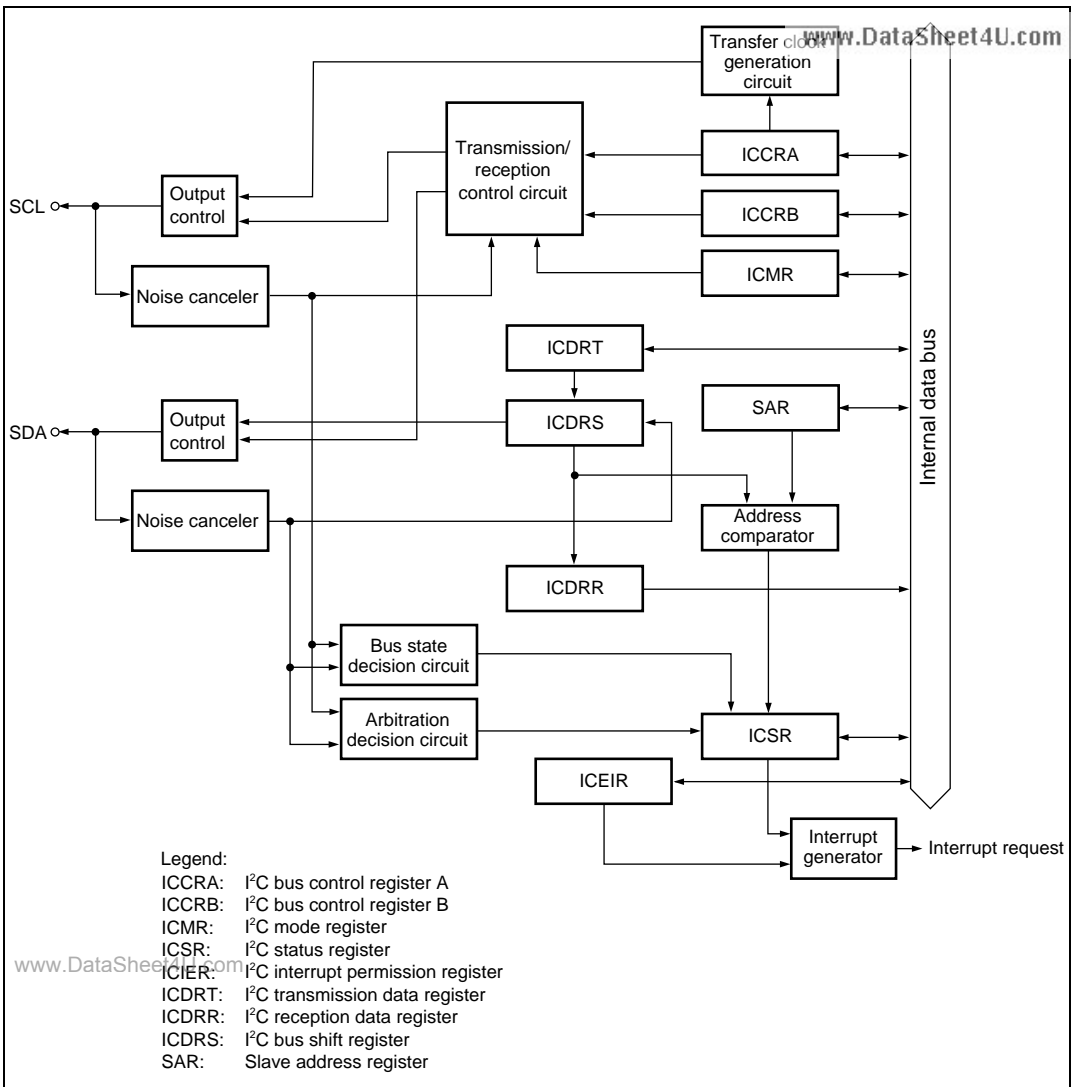 www.DataSheet4U.com
Transfer clock
generation
circuit
Transmission/
reception
control circuit
ICCRA
Output
control
SCL
ICCRB
ICMR
Noise canceler
ICDRT
Internal data bus
Output
control
SDA
ICDRS
SAR
Noise canceler
Address
comparator
ICDRR
Bus state
decision circuit
Arbitration
decision circuit
ICSR
ICEIR
Interrupt
generator
Interrupt request
Legend:
ICCRA: I²C bus control register A
ICCRB: I²C bus control register B
ICMR: I²C mode register
ICSR: I²C status register
www.DataSheet4U.com
ICIER: I²C interrupt permission register
ICDRT: I²C transmission data register
ICDRR: I²C reception data register
ICDRS: I²C bus shift register
SAR: Slave address register